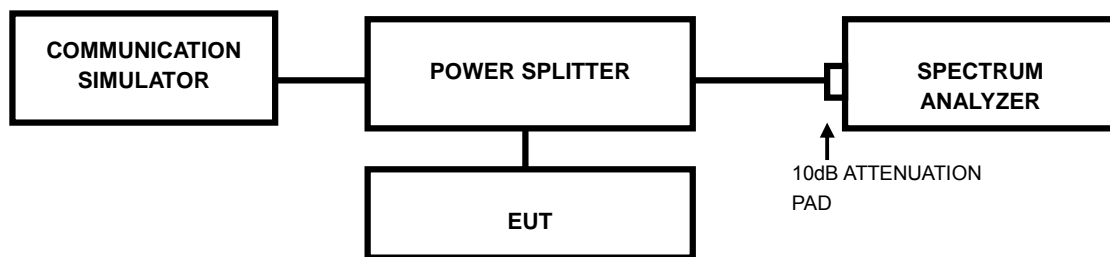 COMMUNICATION
SIMULATOR
POWER SPLITTER
SPECTRUM
ANALYZER
10dB ATTENUATION
PAD
EUT